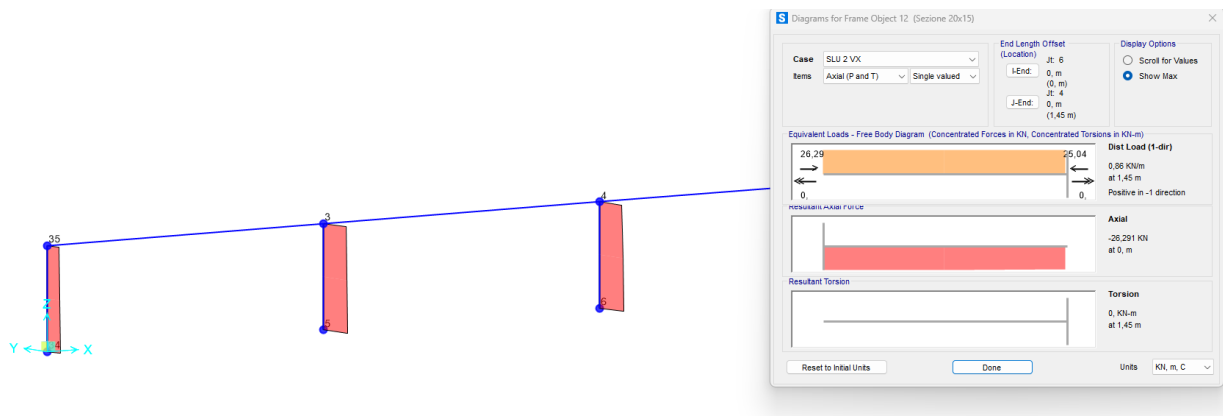 S Diagrams for Frame Object 12 (Sezione 20x15)
Case SLU 2 VX
Items Axial (P and T) Single valued
End Length Offset
(Location)
Jt: 6
I-End: 0, m
(0, m)
Jt: 4
J-End: 0, m
(1,45 m)
Display Options
Scroll for Values
Show Max
Equivalent Loads - Free Body Diagram (Concentrated Forces in KN, Concentrated Torsions in KN-m)
26,29 25,04
0, 0,
Dist Load (1-dir)
0,86 KN/m
at 1,45 m
Positive in -1 direction
Resultant Axial Force
Axial
-26,291 KN
at 0, m
Resultant Torsion
Torsion
0, KN-m
at 1,45 m
Reset to Initial Units Done Units KN, m, C
4
3
35
6
5
Z
4
Y X